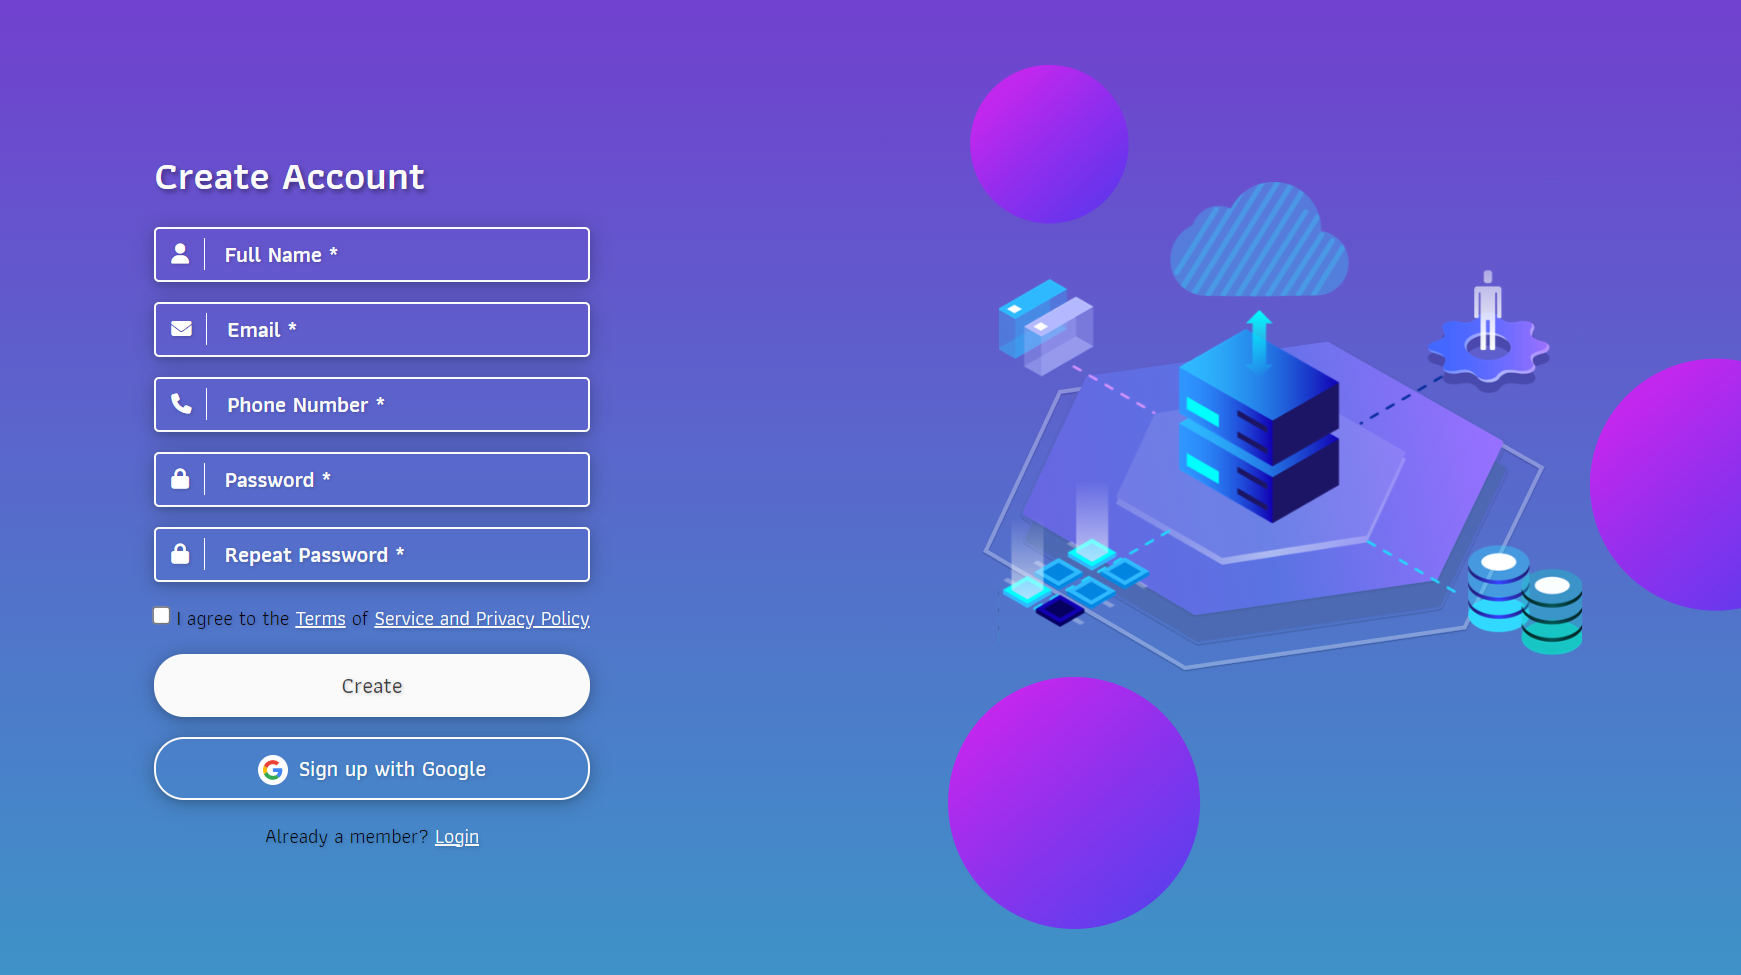 Create Account
Full Name *
Email *
Phone Number *
Password *
Repeat Password *
I agree to the Terms of Service and Privacy Policy
Create
Sign up with Google
Already a member? Login